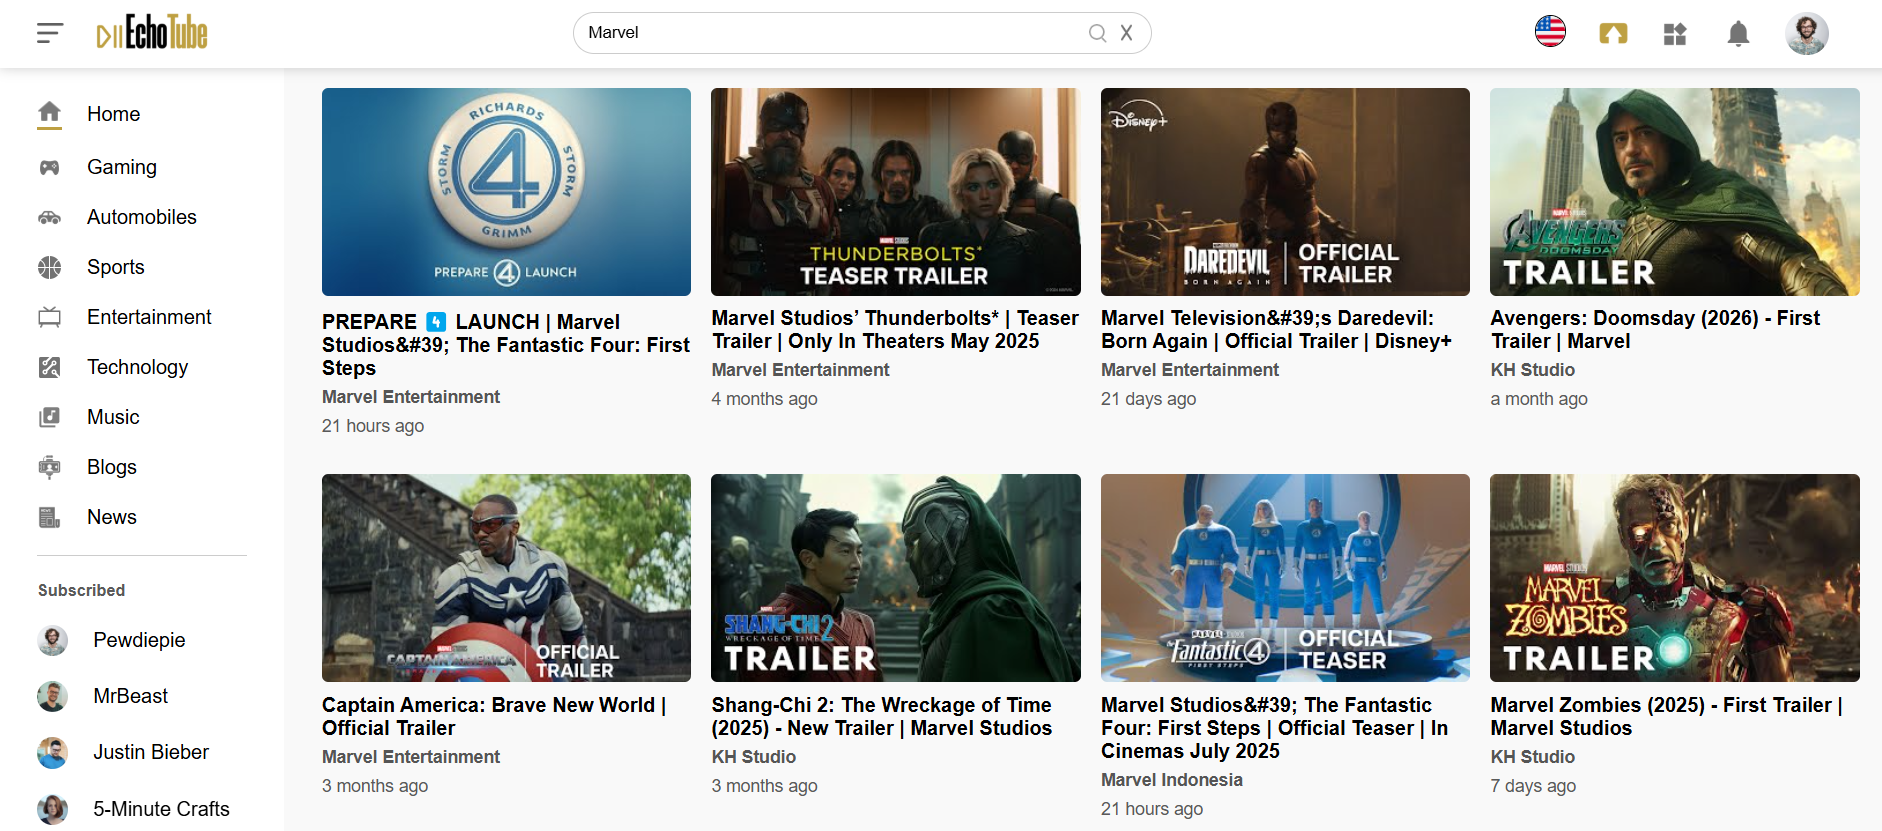 EchoTube
Marvel
X
Home
Gaming
Automobiles
Sports
Entertainment
Technology
Music
Blogs
News
Subscribed
Pewdiepie
MrBeast
Justin Bieber
5-Minute Crafts
RICHARDS
STORM
STORM
GRIMM
4
PREPARE 4 LAUNCH
PREPARE 4 LAUNCH | Marvel
Studios&#39; The Fantastic Four: First
Steps
Marvel Entertainment
21 hours ago
MARVEL STUDIOS
THUNDERBOLTS*
TEASER TRAILER
Marvel Studios’ Thunderbolts* | Teaser
Trailer | Only In Theaters May 2025
Marvel Entertainment
4 months ago
Disney+
DAREDEVIL
BORN AGAIN
OFFICIAL
TRAILER
Marvel Television&#39;s Daredevil:
Born Again | Official Trailer | Disney+
Marvel Entertainment
21 days ago
MARVEL STUDIOS
AVENGERS
DOOMSDAY
TRAILER
Avengers: Doomsday (2026) - First
Trailer | Marvel
KH Studio
a month ago
CAPTAIN AMERICA
OFFICIAL
TRAILER
Captain America: Brave New World |
Official Trailer
Marvel Entertainment
3 months ago
SHANG-CHI 2
WRECKAGE OF TIME
TRAILER
Shang-Chi 2: The Wreckage of Time
(2025) - New Trailer | Marvel Studios
KH Studio
3 months ago
MARVEL STUDIOS
the Fantastic 4
FIRST STEPS
OFFICIAL
TEASER
Marvel Studios&#39; The Fantastic
Four: First Steps | Official Teaser | In
Cinemas July 2025
Marvel Indonesia
21 hours ago
MARVEL STUDIOS
MARVEL
ZOMBIES
TRAILER
Marvel Zombies (2025) - First Trailer |
Marvel Studios
KH Studio
7 days ago